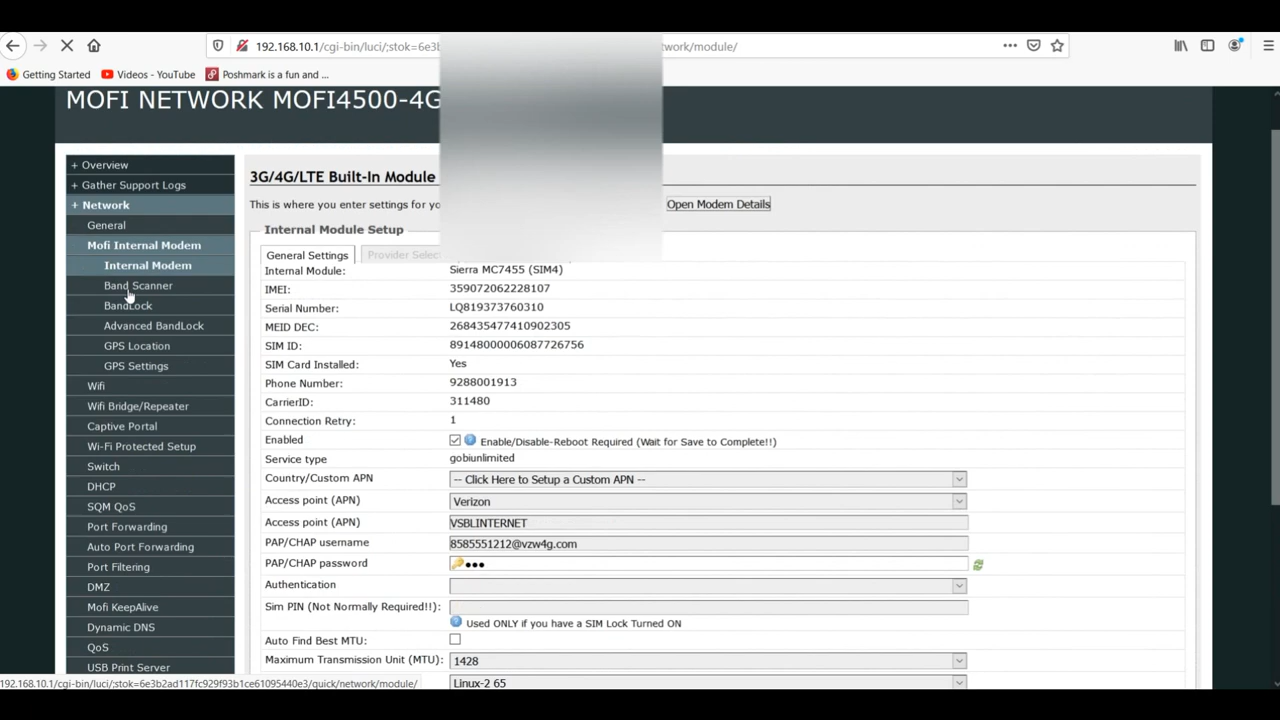 192.168.10.1/cgi-bin/luci/;stok=6e3b work/module/
Getting Started Videos - YouTube Poshmark is a fun and ...
MOFI NETWORK MOFI4500-4G
+ Overview
+ Gather Support Logs
+ Network
General
Mofi Internal Modem
Internal Modem
Band Scanner
BandLock
Advanced BandLock
GPS Location
GPS Settings
Wifi
Wifi Bridge/Repeater
Captive Portal
Wi-Fi Protected Setup
Switch
DHCP
SQM QoS
Port Forwarding
Auto Port Forwarding
Port Filtering
DMZ
Mofi KeepAlive
Dynamic DNS
QoS
USB Print Server
3G/4G/LTE Built-In Module
This is where you enter settings for Open Modem Details
Internal Module Setup
General Settings Provider
Internal Module: Sierra MC7455 (SIM4)
IMEI: 359072062228107
Serial Number: LQ819373760310
MEID DEC: 268435477410902305
SIM ID: 89148000006087726756
SIM Card Installed: Yes
Phone Number: 9288001913
CarrierID: 311480
Connection Retry: 1
Enabled Enable/Disable-Reboot Required (Wait for Save to Complete!!)
Service type gobiunlimited
Country/Custom APN -- Click Here to Setup a Custom APN --
Access point (APN) Verizon
Access point (APN) VSBLINTERNET
PAP/CHAP username 8585551212@vzw4g.com
PAP/CHAP password •••
Authentication
Sim PIN (Not Normally Required!!):
Used ONLY if you have a SIM Lock Turned ON
Auto Find Best MTU:
Maximum Transmission Unit (MTU): 1428
Linux-2 65
192.168.10.1/cgi-bin/luci/;stok=6e3b2ad117fc929f93b1ce61095440e3/quick/network/module/